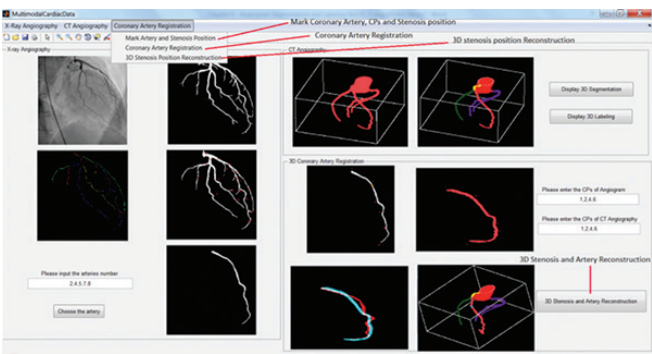 MultimodalCardiacData
X-Ray Angiography CT Angiography Coronary Artery Registration
Mark Coronary Artery, CPs and Stenosis position
Mark Artery and Stenosis Position
Coronary Artery Registration
Coronary Artery Registration
3D stenosis position Reconstruction
3D Stenosis Position Reconstruction
X-ray Angiography
CT Angiography
Display 3D Segmentation
Display 3D Labeling
3D Coronary Artery Registration
Please enter the CPs of Angiogram
1,2,4,6
Please enter the CPs of CT Angiography
1,2,4,6
3D Stenosis and Artery Reconstruction
Please input the arteries number
2,4,5,7,8
3D Stenosis and Artery Reconstruction
Choose the artery